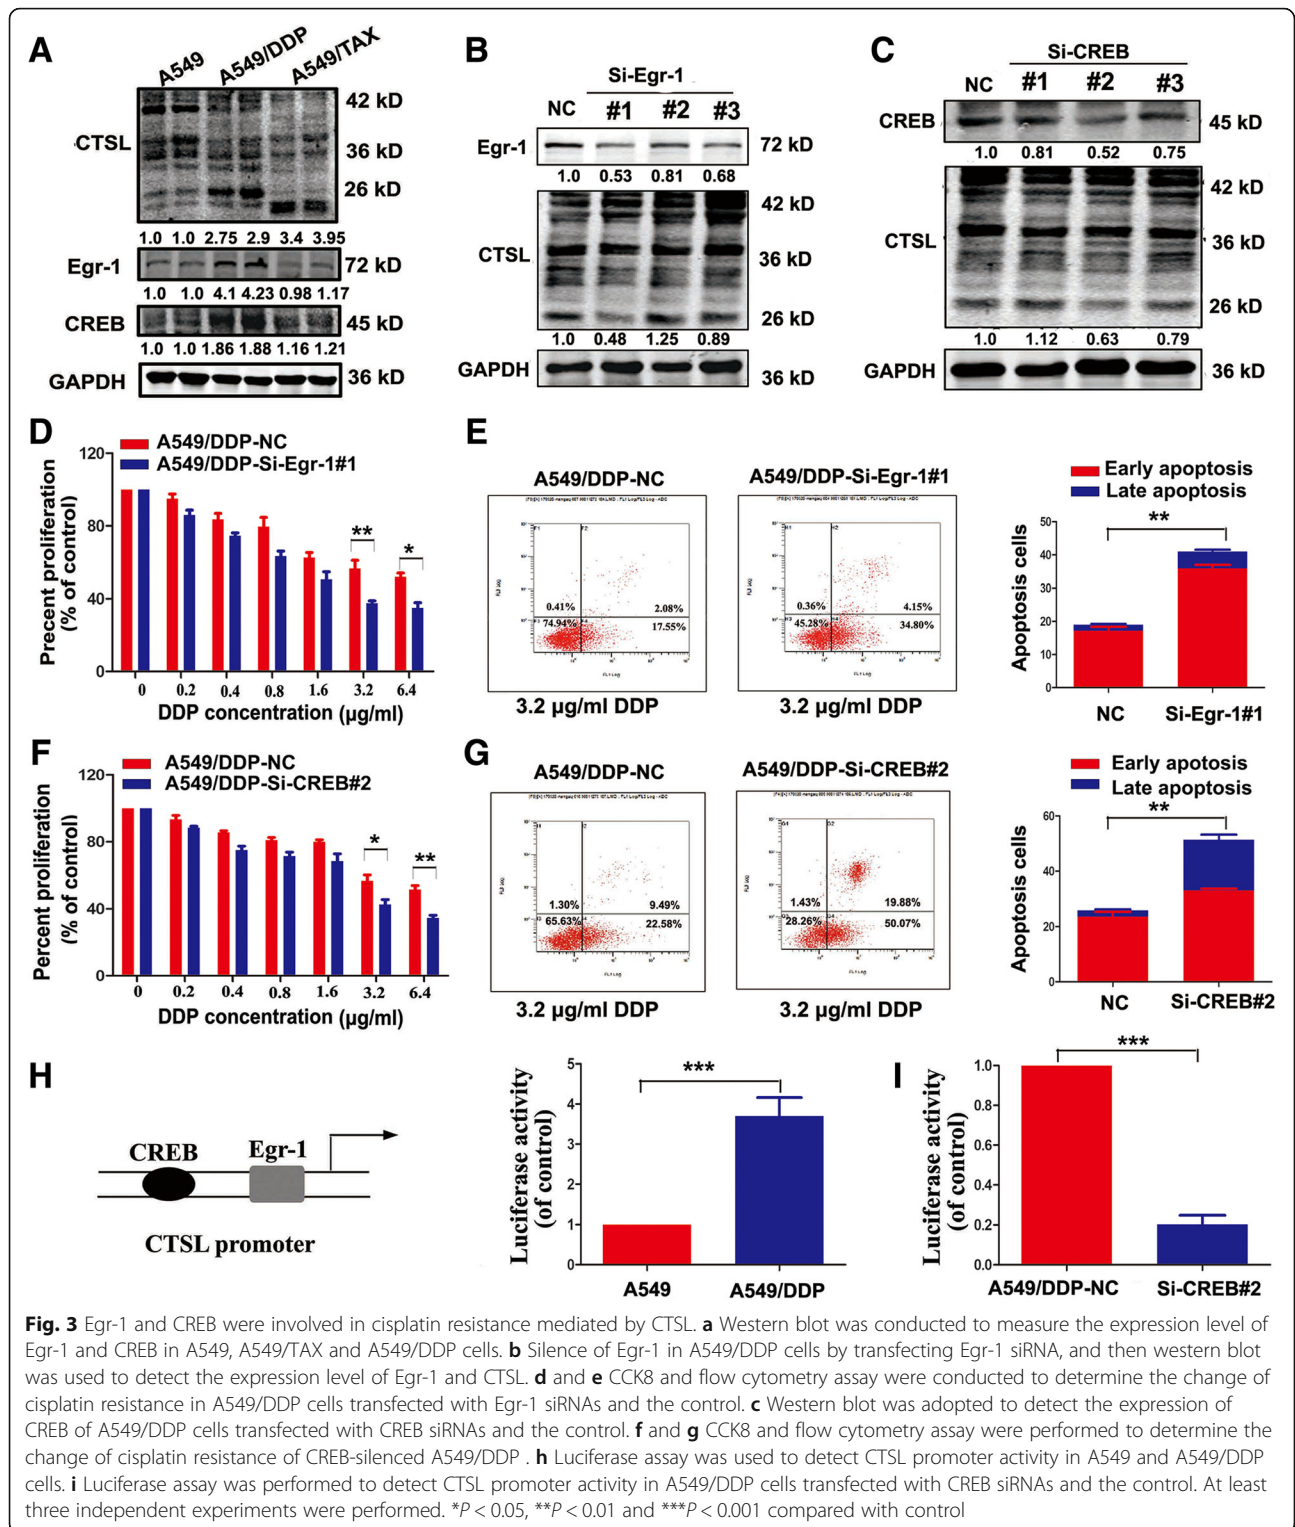 A
A549 A549/DDP A549/TAX
CTSL
42 kD
36 kD
26 kD
1.0 1.0 2.75 2.9 3.4 3.95
Egr-1 72 kD
1.0 1.0 4.1 4.23 0.98 1.17
CREB 45 kD
1.0 1.0 1.86 1.88 1.16 1.21
GAPDH 36 kD
B
Si-Egr-1
NC #1 #2 #3
Egr-1 72 kD
1.0 0.53 0.81 0.68
42 kD
CTSL 36 kD
26 kD
1.0 0.48 1.25 0.89
GAPDH 36 kD
C
Si-CREB
NC #1 #2 #3
CREB 45 kD
1.0 0.81 0.52 0.75
42 kD
CTSL 36 kD
26 kD
1.0 1.12 0.63 0.79
GAPDH 36 kD
D
A549/DDP-NC
A549/DDP-Si-Egr-1#1
Precent proliferation
(% of control)
120
80
40
0
** *
0 0.2 0.4 0.8 1.6 3.2 6.4
DDP concentration (µg/ml)
E
A549/DDP-NC
0.41% 2.08%
74.94% 17.55%
3.2 µg/ml DDP
A549/DDP-Si-Egr-1#1
0.36% 4.15%
45.28% 34.80%
3.2 µg/ml DDP
Early apoptosis
Late apoptosis
**
Apoptosis cells
50
40
30
20
10
0
NC Si-Egr-1#1
F
A549/DDP-NC
A549/DDP-Si-CREB#2
Percent proliferation
(% of control)
120
80
40
0
* **
0 0.2 0.4 0.8 1.6 3.2 6.4
DDP concentration (µg/ml)
G
A549/DDP-NC
1.30% 9.49%
65.63% 22.58%
3.2 µg/ml DDP
A549/DDP-Si-CREB#2
1.43% 19.88%
28.26% 50.07%
3.2 µg/ml DDP
Early apotosis
Late apoptosis
**
Apoptosis cells
60
40
20
0
NC Si-CREB#2
H
CREB Egr-1
CTSL promoter
Luciferase activity
(of control)
5
4
3
2
1
0
***
A549 A549/DDP
I
Luciferase activity
(of control)
1.0
0.8
0.6
0.4
0.2
0.0
***
A549/DDP-NC Si-CREB#2
Fig. 3 Egr-1 and CREB were involved in cisplatin resistance mediated by CTSL. a Western blot was conducted to measure the expression level of
Egr-1 and CREB in A549, A549/TAX and A549/DDP cells. b Silence of Egr-1 in A549/DDP cells by transfecting Egr-1 siRNA, and then western blot
was used to detect the expression level of Egr-1 and CTSL. d and e CCK8 and flow cytometry assay were conducted to determine the change of
cisplatin resistance in A549/DDP cells transfected with Egr-1 siRNAs and the control. c Western blot was adopted to detect the expression of
CREB of A549/DDP cells transfected with CREB siRNAs and the control. f and g CCK8 and flow cytometry assay were performed to determine the
change of cisplatin resistance of CREB-silenced A549/DDP . h Luciferase assay was used to detect CTSL promoter activity in A549 and A549/DDP
cells. i Luciferase assay was performed to detect CTSL promoter activity in A549/DDP cells transfected with CREB siRNAs and the control. At least
three independent experiments were performed. *P < 0.05, **P < 0.01 and ***P < 0.001 compared with control